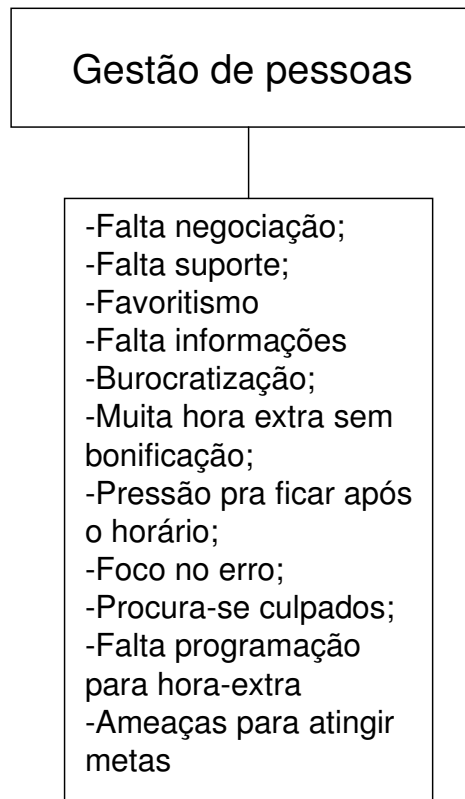 Gestão de pessoas
-Falta negociação;
-Falta suporte;
-Favoritismo
-Falta informações
-Burocratização;
-Muita hora extra sem
bonificação;
-Pressão pra ficar após
o horário;
-Foco no erro;
-Procura-se culpados;
-Falta programação
para hora-extra
-Ameaças para atingir
metas